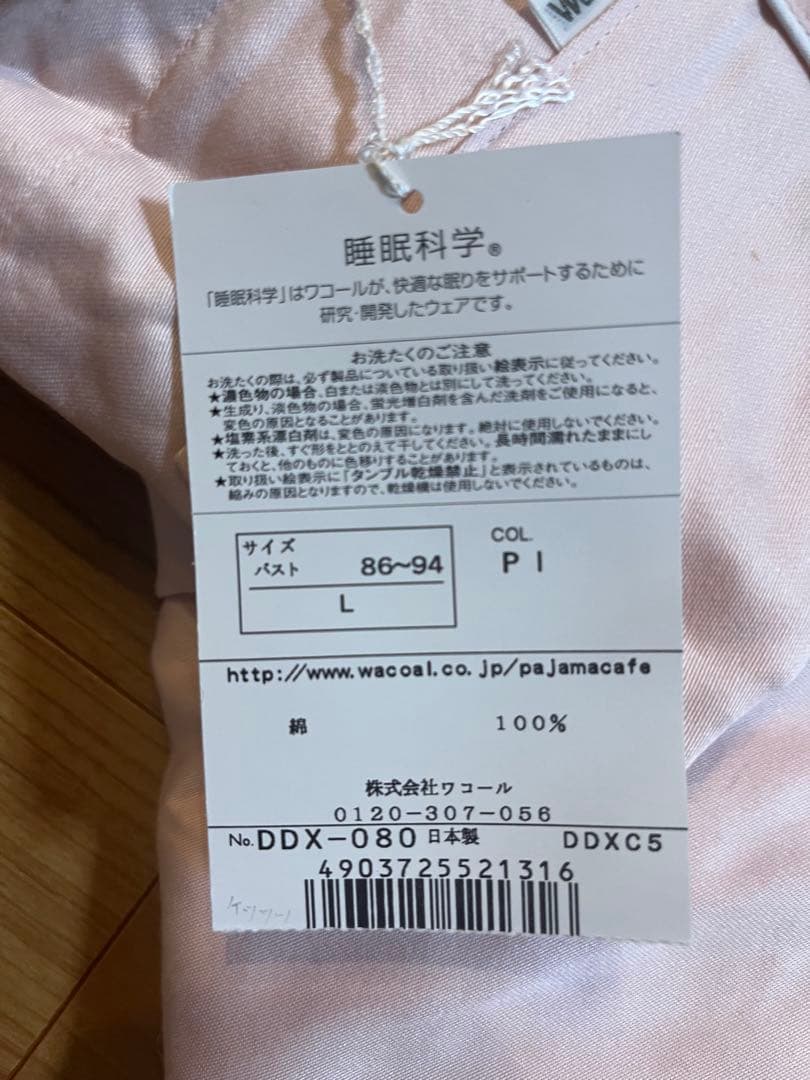 睡眠科学®
「睡眠科学」はワコールが、快適な眠りをサポートするために
研究・開発したウェアです。
お洗たくのご注意
お洗たくの際は、必ず製品についている取り扱い絵表示に従ってください。
★濃色物の場合、白または淡色物とは別にして洗ってください。
★生成り、淡色物の場合、蛍光増白剤を含んだ洗剤をご使用になると、
変色の原因となることがあります。
★塩素系漂白剤は、変色の原因になります。絶対に使用しないでください。
★洗った後、すぐ形をととのえて干してください。長時間濡れたままにし
ておくと、他のものに色移りすることがあります。
★取り扱い絵表示に「タンブル乾燥禁止」と表示されているものは、
縮みの原因となりますので、乾燥機は使用しないでください。
サイズ
バスト 86~94
L
COL.
PI
http://www.wacoal.co.jp/pajamacafe
綿 100%
株式会社ワコール
0120-307-056
No. DDX-080 日本製 DDXC5
4903725521316